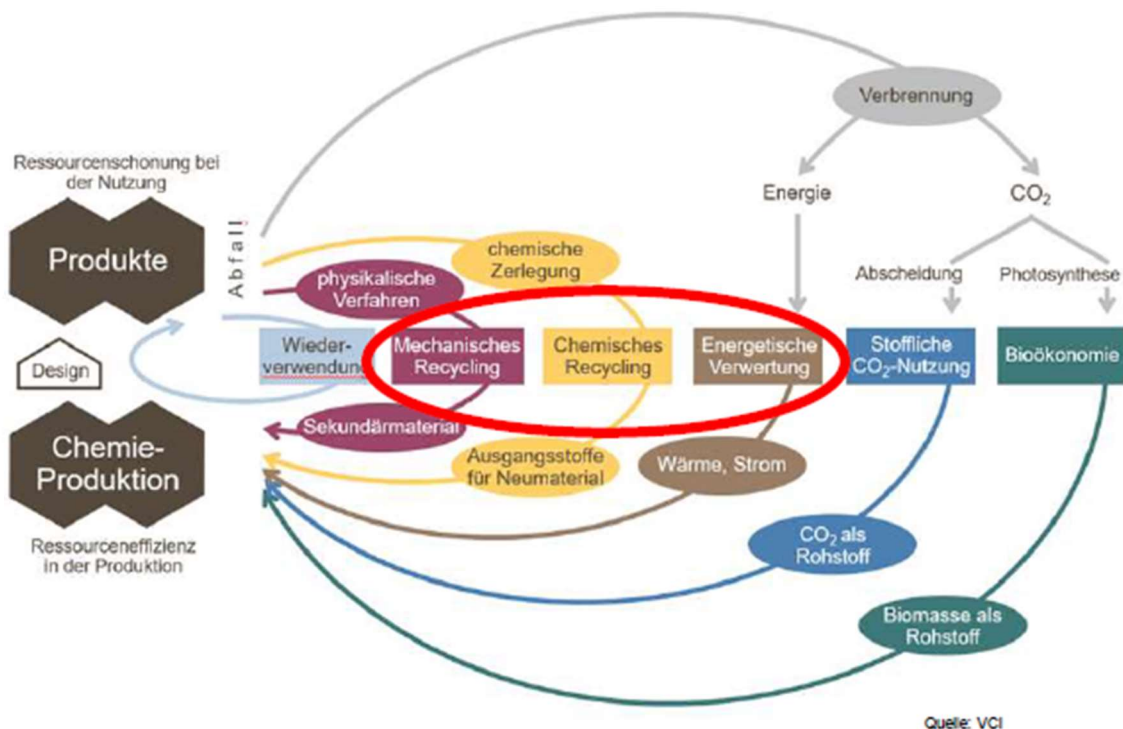 Verbrennung
Ressourcenschonung bei
der Nutzung
Produkte
Abfall
Energie
CO₂
chemische
Zerlegung
physikalische
Verfahren
Abscheidung
Photosynthese
Design
Wieder-
verwendung
Mechanisches
Recycling
Chemisches
Recycling
Energetische
Verwertung
Stoffliche
CO₂-Nutzung
Bioökonomie
Sekundärmaterial
Chemie-
Produktion
Ausgangsstoffe
für Neumaterial
Wärme, Strom
Ressourceneffizienz
in der Produktion
CO₂ als
Rohstoff
Biomasse als
Rohstoff
Quelle: VCI